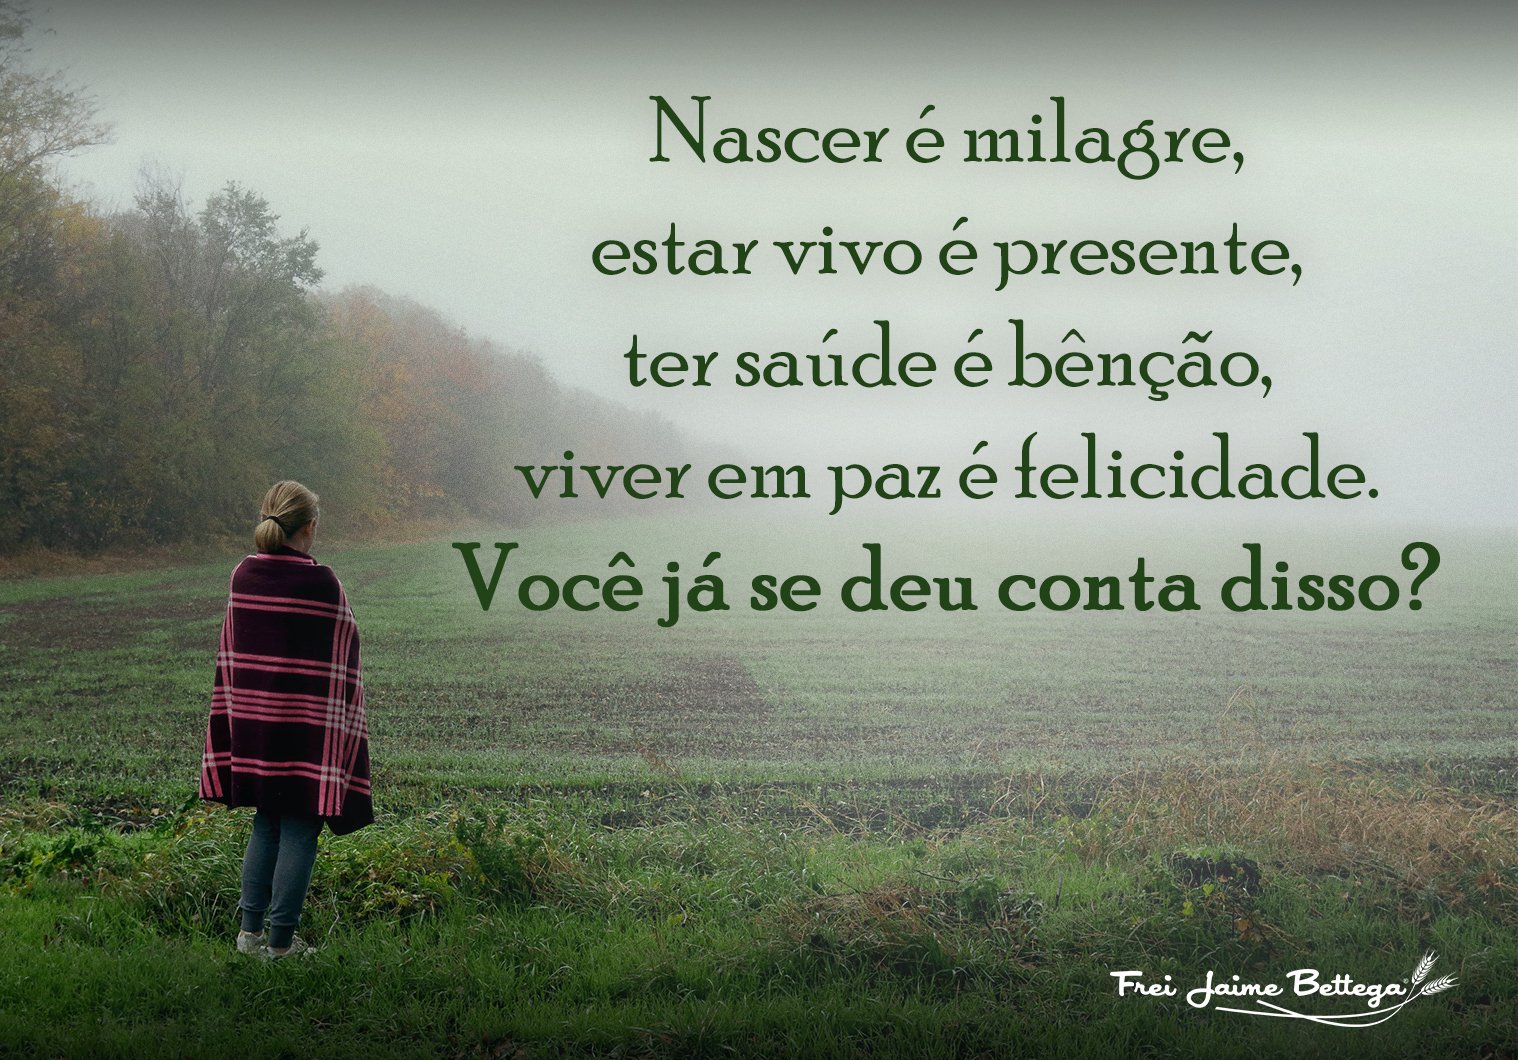 Nascer é milagre,
estar vivo é presente,
ter saúde é bênção,
viver em paz é felicidade.
Você já se deu conta disso?
Frei Jaime Bettega®